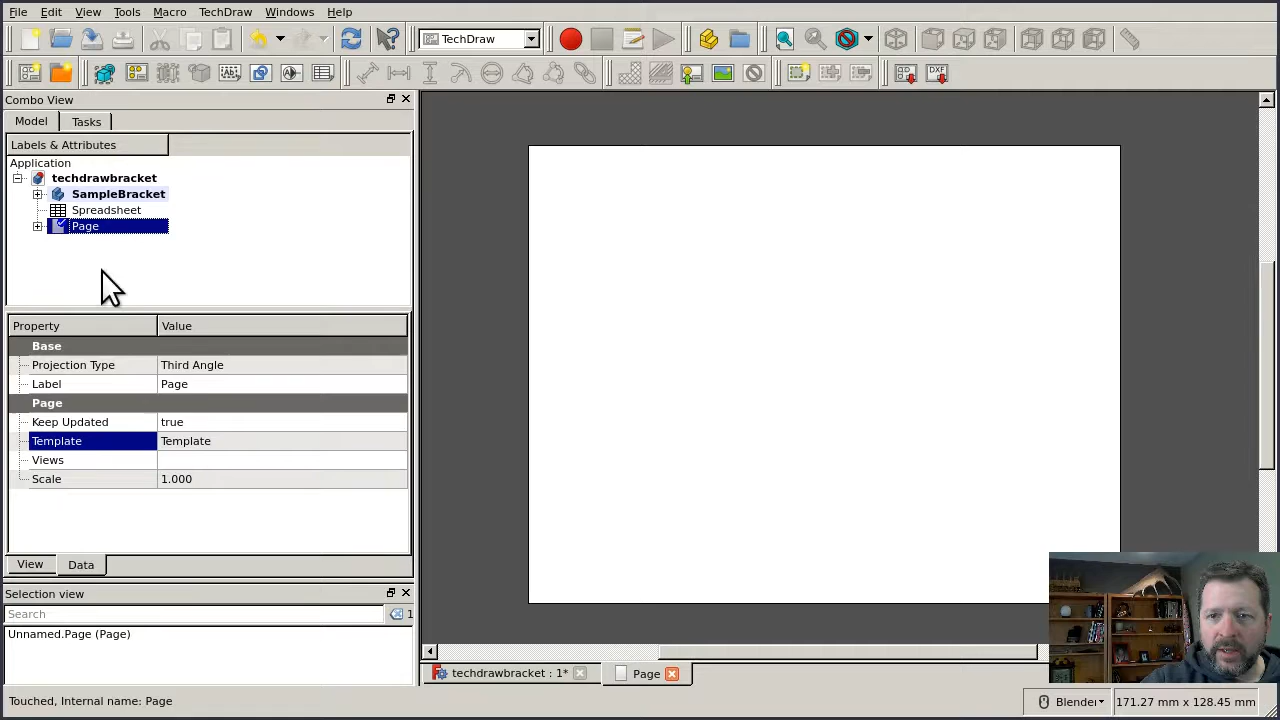 File Edit View Tools Macro TechDraw Windows Help
TechDraw
Combo View
Model Tasks
Labels & Attributes
Application
techdrawbracket
SampleBracket
Spreadsheet
Page
Property Value
Base
Projection Type Third Angle
Label Page
Page
Keep Updated true
Template Template
Views
Scale 1.000
View Data
Selection view
Search 1
Unnamed.Page (Page)
techdrawbracket : 1* Page
Touched, Internal name: Page Blender 171.27 mm x 128.45 mm